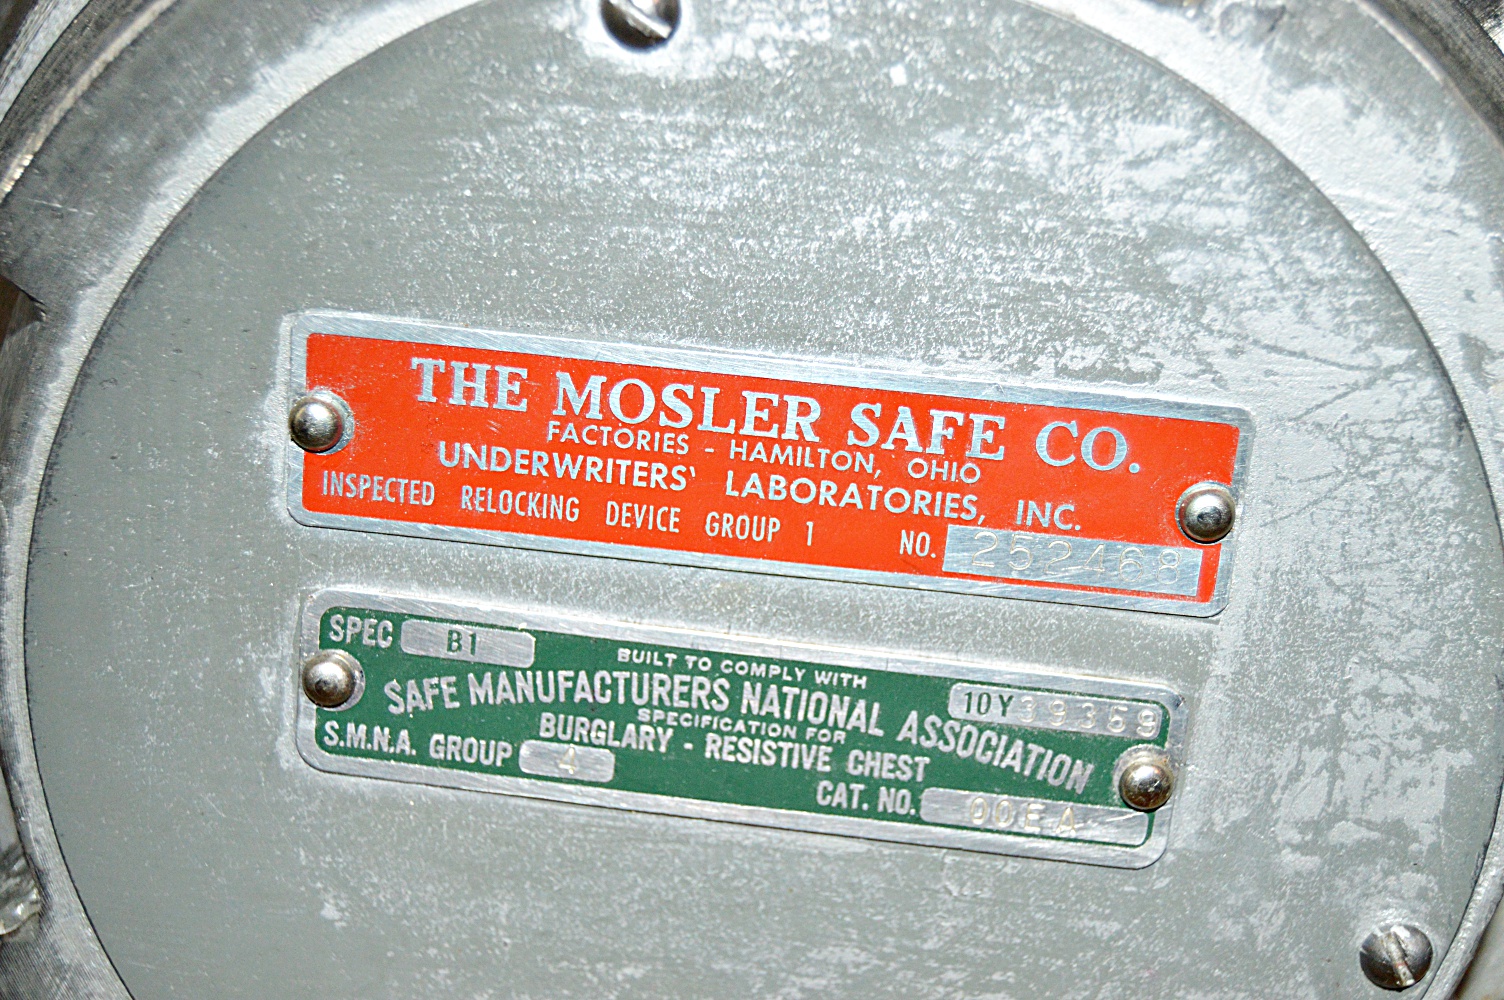 THE MOSLER SAFE CO.
FACTORIES - HAMILTON, OHIO
UNDERWRITERS' LABORATORIES, INC.
INSPECTED RELOCKING DEVICE GROUP 1 NO. 252468
SPEC B1
BUILT TO COMPLY WITH
10Y39369
SAFE MANUFACTURERS NATIONAL ASSOCIATION
SPECIFICATION FOR
BURGLARY - RESISTIVE CHEST
S.M.N.A. GROUP 4
CAT. NO. 00EA